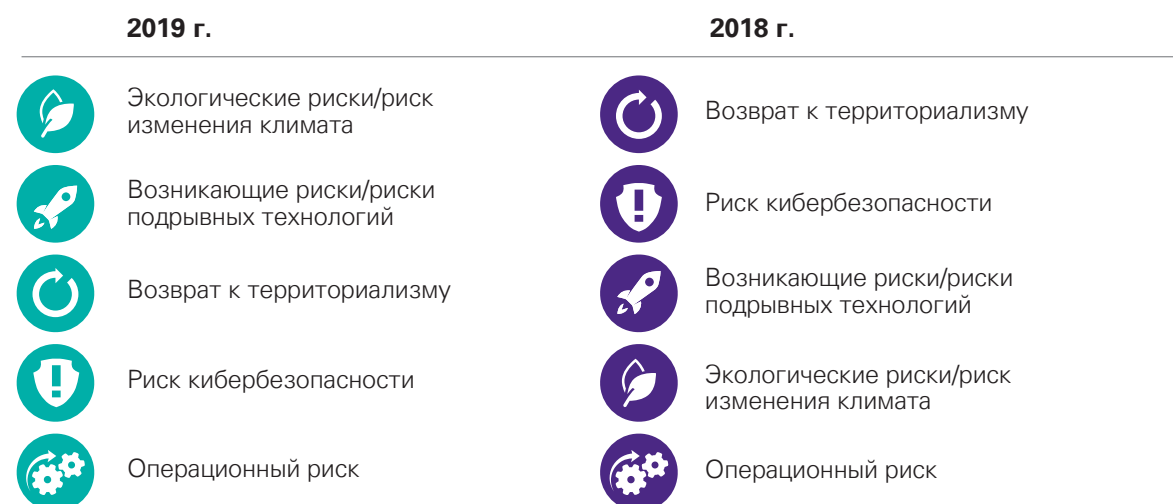 2019 г.
2018 г.
Экологические риски/риск
изменения климата
Возврат к территориализму
Возникающие риски/риски
подрывных технологий
Риск кибербезопасности
Возврат к территориализму
Возникающие риски/риски
подрывных технологий
Риск кибербезопасности
Экологические риски/риск
изменения климата
Операционный риск
Операционный риск